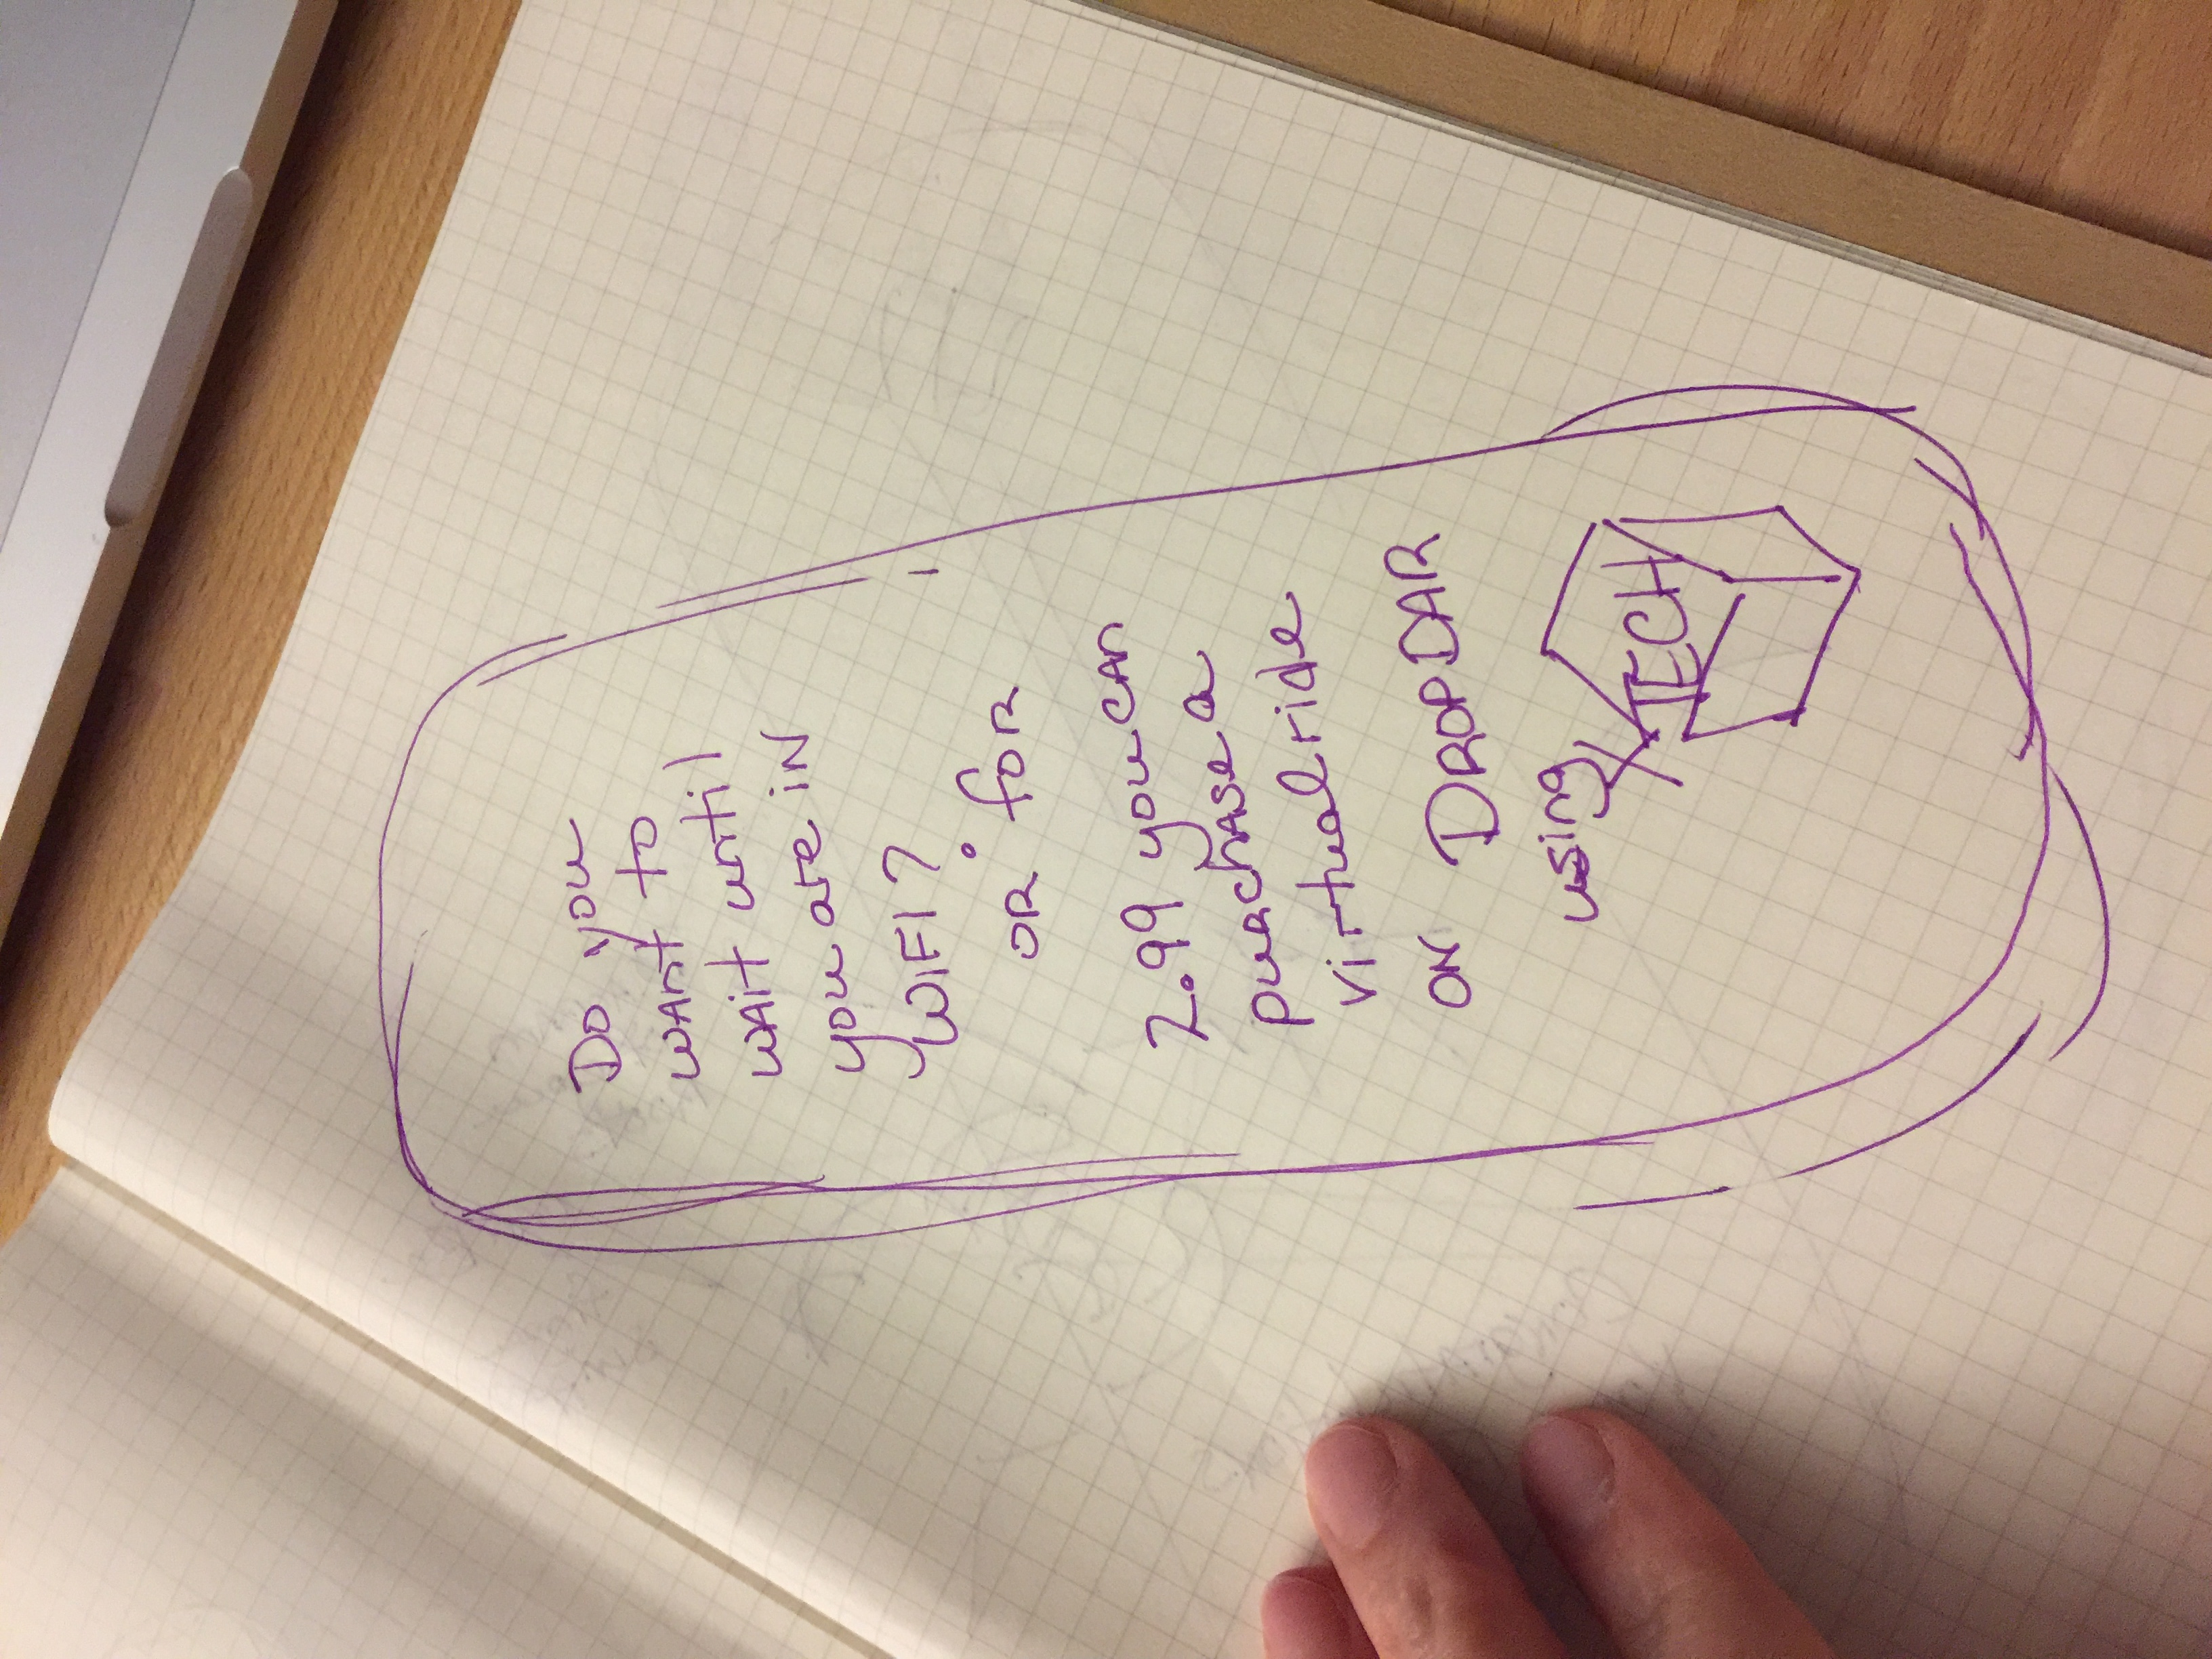 Do you
want to
wait until
you are in
WiFi?
or for
2.99 you can
purchase a
virtual ride
on DROPDAR
using
XTECH